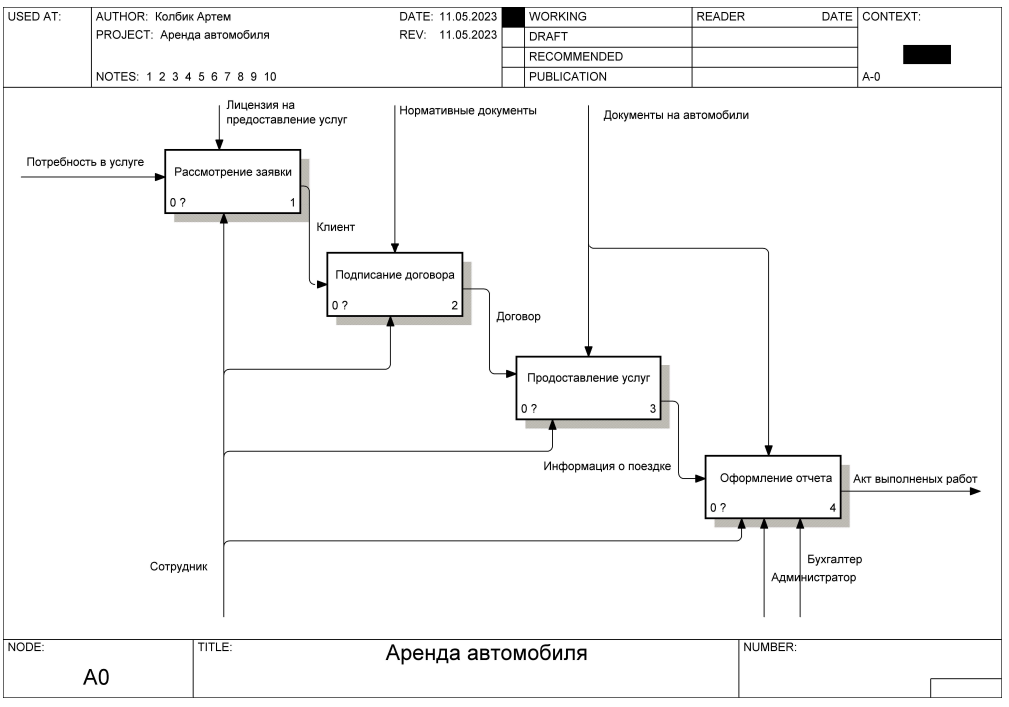 USED AT:
AUTHOR: Колбик Артем
DATE: 11.05.2023
PROJECT: Аренда автомобиля
REV: 11.05.2023
NOTES: 1 2 3 4 5 6 7 8 9 10
WORKING
DRAFT
RECOMMENDED
PUBLICATION
READER
DATE
CONTEXT:
A-0
Лицензия на
предоставление услуг
Нормативные документы
Документы на автомобили
Потребность в услуге
Рассмотрение заявки
0 ?
1
Клиент
Подписание договора
0 ?
2
Договор
Продоставление услуг
0 ?
3
Информация о поездке
Оформление отчета
0 ?
4
Акт выполненых работ
Сотрудник
Бухгалтер
Администратор
NODE:
A0
TITLE:
Аренда автомобиля
NUMBER: